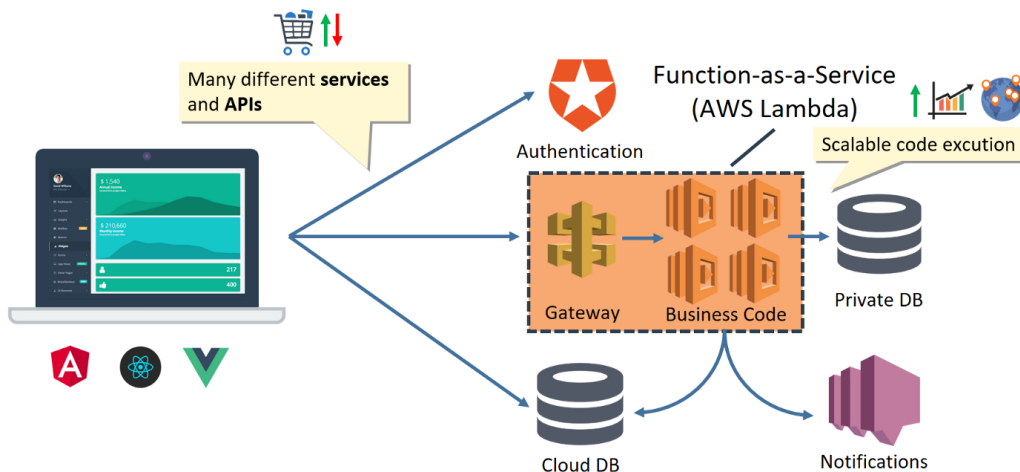 Many different services
and APIs
Function-as-a-Service
(AWS Lambda)
Scalable code excution
Authentication
$ 1,540
$ 210,660
217
400
Gateway
Business Code
Private DB
Cloud DB
Notifications